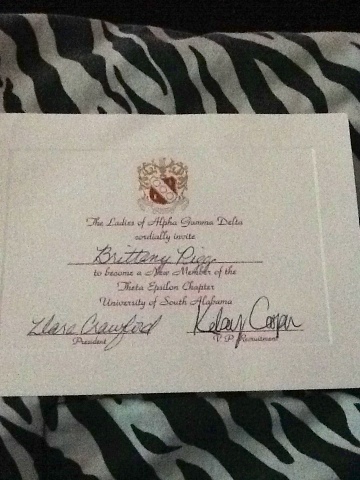 The Ladies of Alpha Gamma Delta
cordially invite
Brittany Rigg
to become a New Member of the
Theta Epsilon Chapter
University of South Alabama
Crawford
President
Kelsey Cooper
V.P. Recruitment